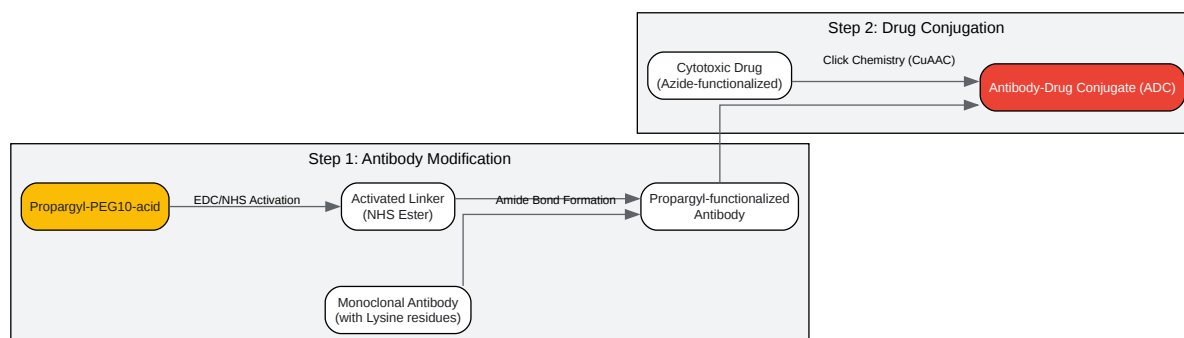 Step 2: Drug Conjugation
Cytotoxic Drug
(Azide-functionalized)
Click Chemistry (CuAAC)
Antibody-Drug Conjugate (ADC)
Step 1: Antibody Modification
Propargyl-PEG10-acid
EDC/NHS Activation
Activated Linker
(NHS Ester)
Amide Bond Formation
Propargyl-functionalized
Antibody
Monoclonal Antibody
(with Lysine residues)